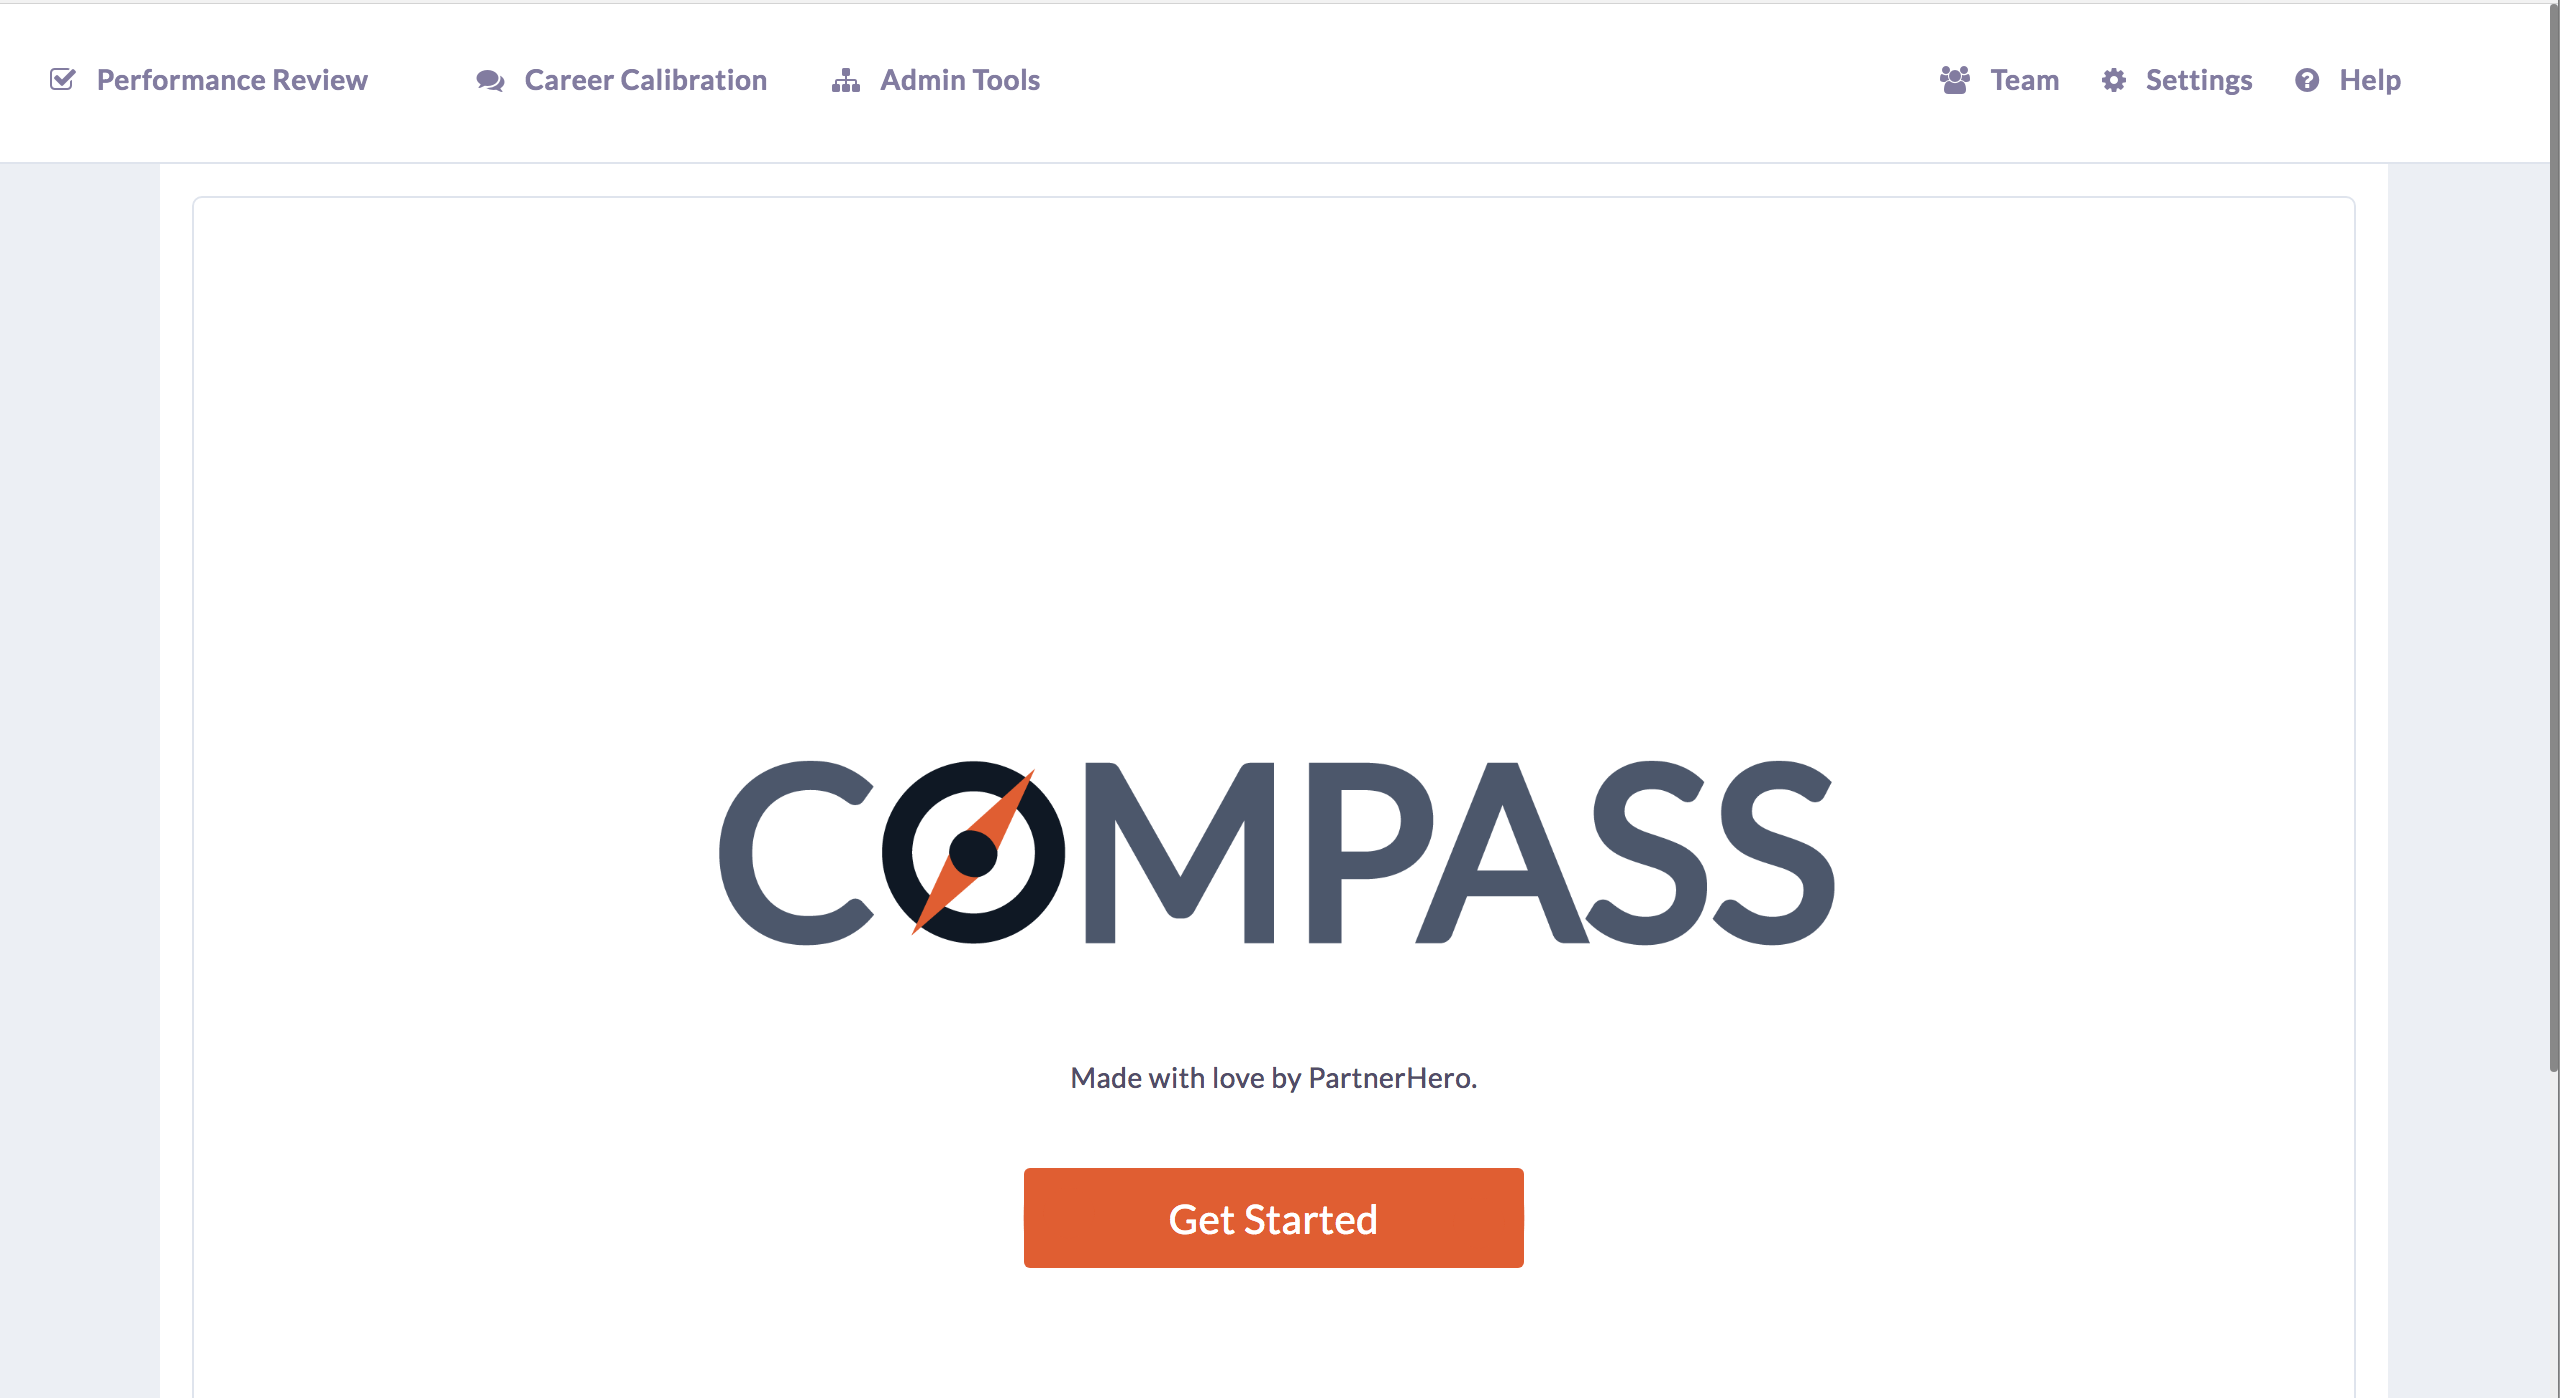 Performance Review
Career Calibration
Admin Tools
Team
Settings
Help
COMPASS
Made with love by PartnerHero.
Get Started